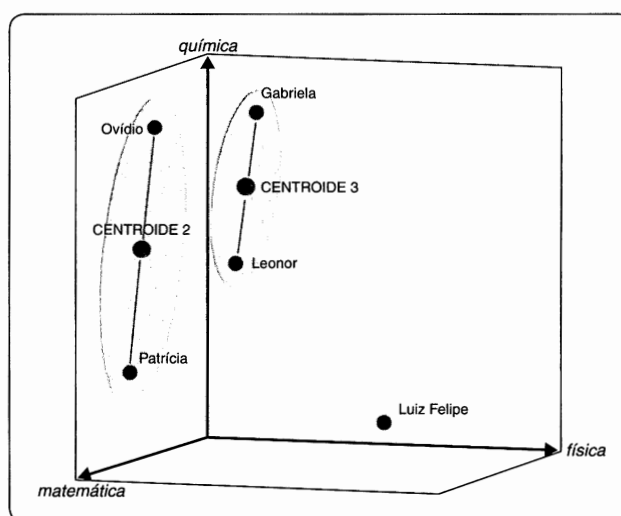 química
Gabriela
Ovídio
CENTROIDE 3
CENTROIDE 2
Leonor
Patrícia
Luiz Felipe
física
matemática